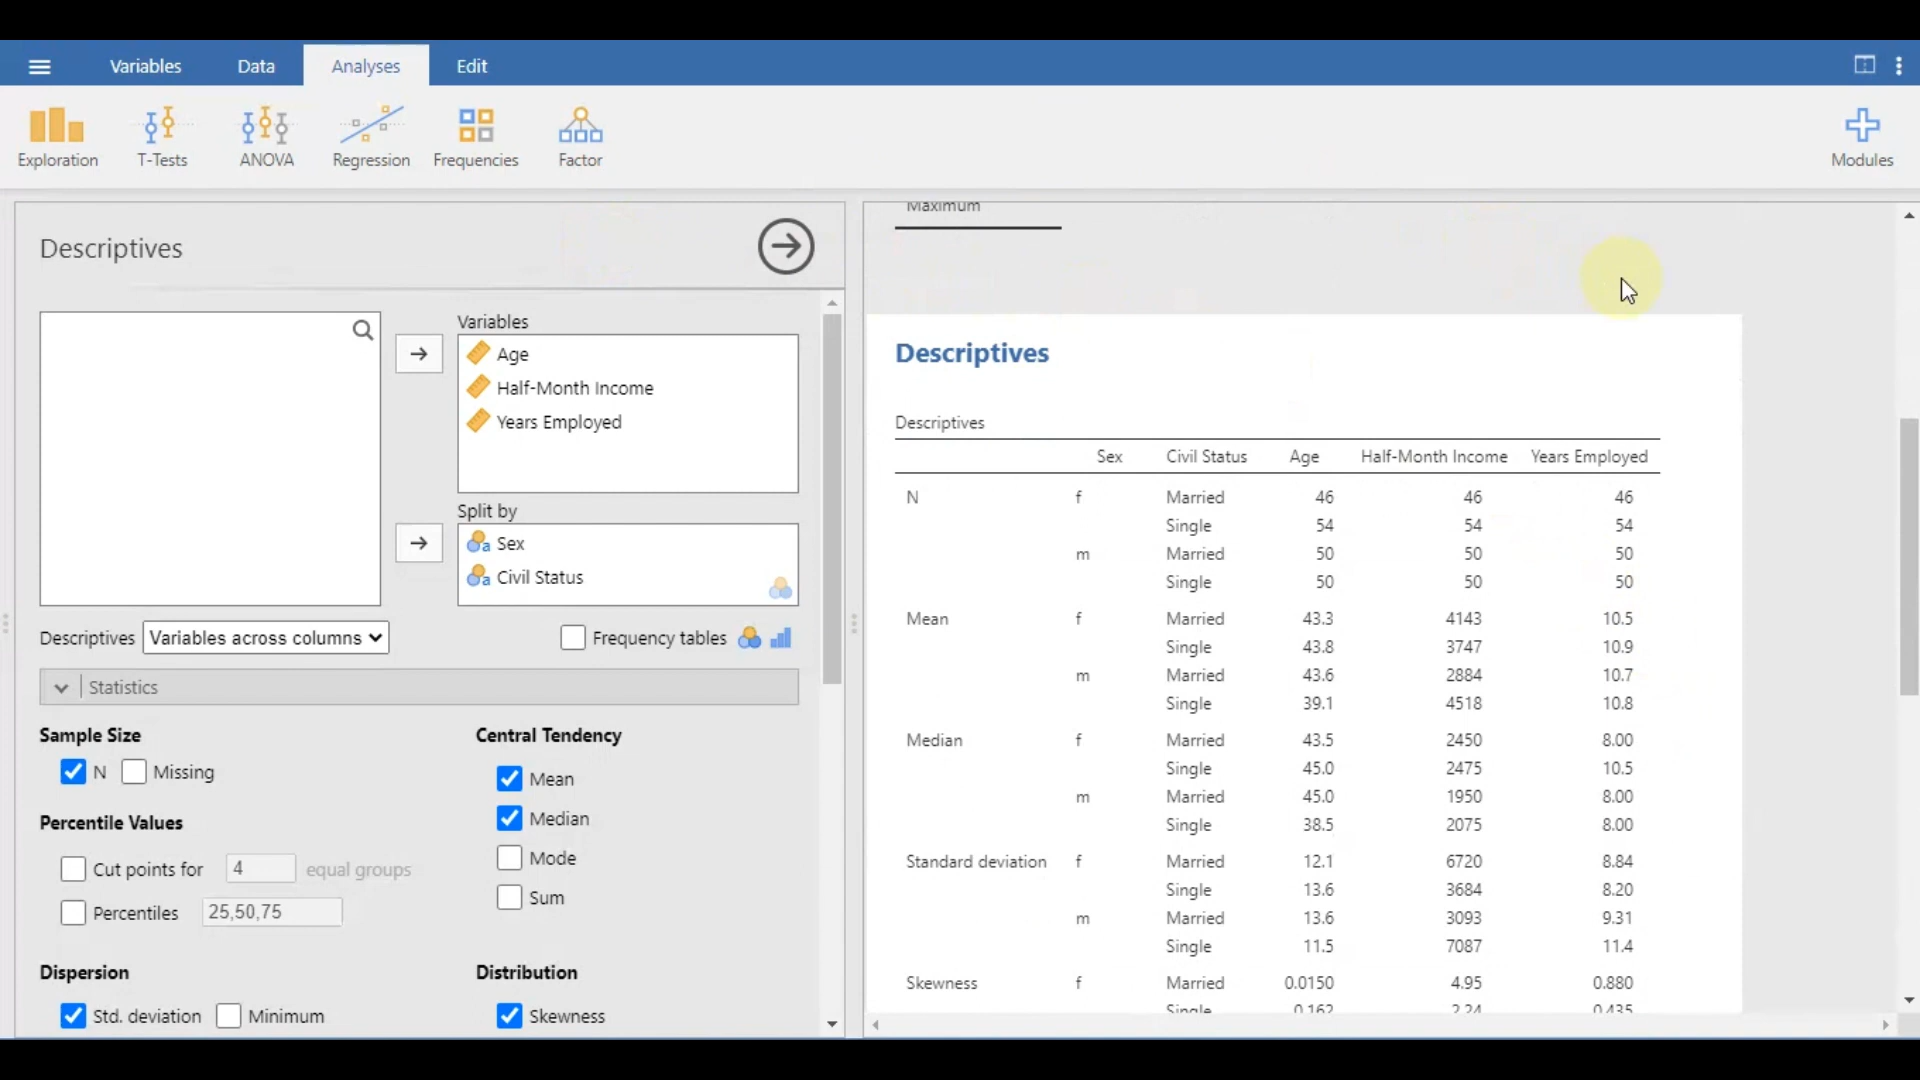 Variables Data Analyses Edit
Exploration T-Tests ANOVA Regression Frequencies Factor Modules
Descriptives
Variables
Age
Half-Month Income
Years Employed
Split by
a Sex
a Civil Status
Descriptives Variables across columns Frequency tables
Statistics
Sample Size
N Missing
Percentile Values
Cut points for 4 equal groups
Percentiles 25,50,75
Central Tendency
Mean
Median
Mode
Sum
Dispersion
Std. deviation Minimum
Distribution
Skewness
Maximum
Descriptives
Descriptives
Sex Civil Status Age Half-Month Income Years Employed
N f Married 46 46 46
Single 54 54 54
m Married 50 50 50
Single 50 50 50
Mean f Married 43.3 4143 10.5
Single 43.8 3747 10.9
m Married 43.6 2884 10.7
Single 39.1 4518 10.8
Median f Married 43.5 2450 8.00
Single 45.0 2475 10.5
m Married 45.0 1950 8.00
Single 38.5 2075 8.00
Standard deviation f Married 12.1 6720 8.84
Single 13.6 3684 8.20
m Married 13.6 3093 9.31
Single 11.5 7087 11.4
Skewness f Married 0.0150 4.95 0.880
Single 0.162 2.24 0.435